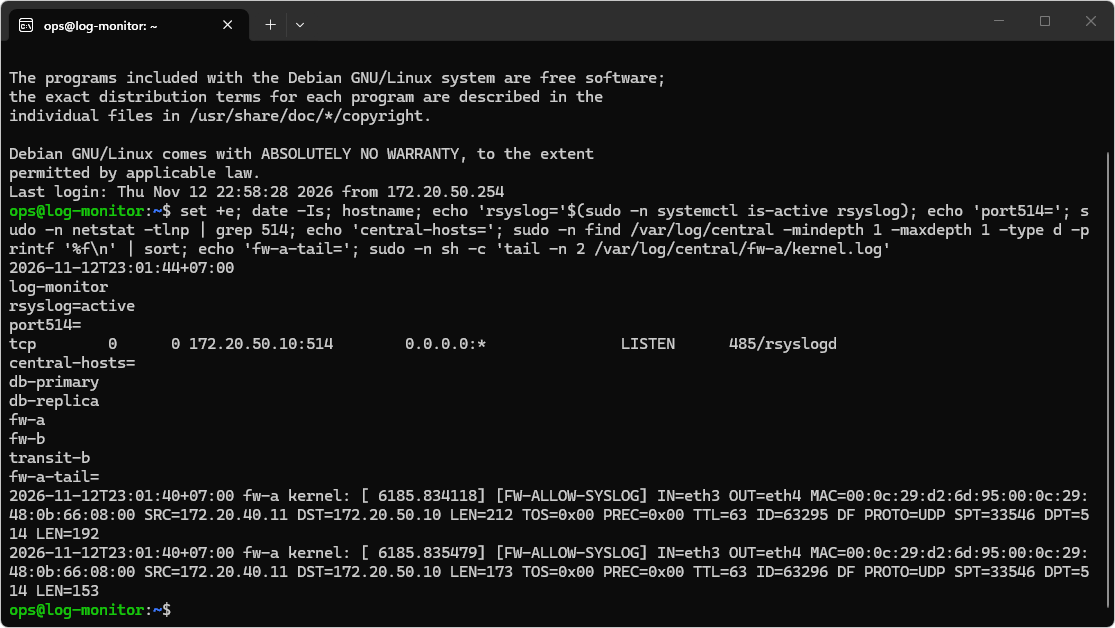 ops@log-monitor: ~
The programs included with the Debian GNU/Linux system are free software;
the exact distribution terms for each program are described in the
individual files in /usr/share/doc/*/copyright.
Debian GNU/Linux comes with ABSOLUTELY NO WARRANTY, to the extent
permitted by applicable law.
Last login: Thu Nov 12 22:58:28 2026 from 172.20.50.254
ops@log-monitor:~$ set +e; date -Is; hostname; echo 'rsyslog='$(sudo -n systemctl is-active rsyslog); echo 'port514='; s
udo -n netstat -tlnp | grep 514; echo 'central-hosts='; sudo -n find /var/log/central -mindepth 1 -maxdepth 1 -type d -p
rintf '%f\n' | sort; echo 'fw-a-tail='; sudo -n sh -c 'tail -n 2 /var/log/central/fw-a/kernel.log'
2026-11-12T23:01:44+07:00
log-monitor
rsyslog=active
port514=
tcp        0      0 172.20.50.10:514        0.0.0.0:*               LISTEN      485/rsyslogd
central-hosts=
db-primary
db-replica
fw-a
fw-b
transit-b
fw-a-tail=
2026-11-12T23:01:40+07:00 fw-a kernel: [ 6185.834118] [FW-ALLOW-SYSLOG] IN=eth3 OUT=eth4 MAC=00:0c:29:d2:6d:95:00:0c:29:
48:0b:66:08:00 SRC=172.20.40.11 DST=172.20.50.10 LEN=212 TOS=0x00 PREC=0x00 TTL=63 ID=63295 DF PROTO=UDP SPT=33546 DPT=5
14 LEN=192
2026-11-12T23:01:40+07:00 fw-a kernel: [ 6185.835479] [FW-ALLOW-SYSLOG] IN=eth3 OUT=eth4 MAC=00:0c:29:d2:6d:95:00:0c:29:
48:0b:66:08:00 SRC=172.20.40.11 DST=172.20.50.10 LEN=173 TOS=0x00 PREC=0x00 TTL=63 ID=63296 DF PROTO=UDP SPT=33546 DPT=5
14 LEN=153
ops@log-monitor:~$